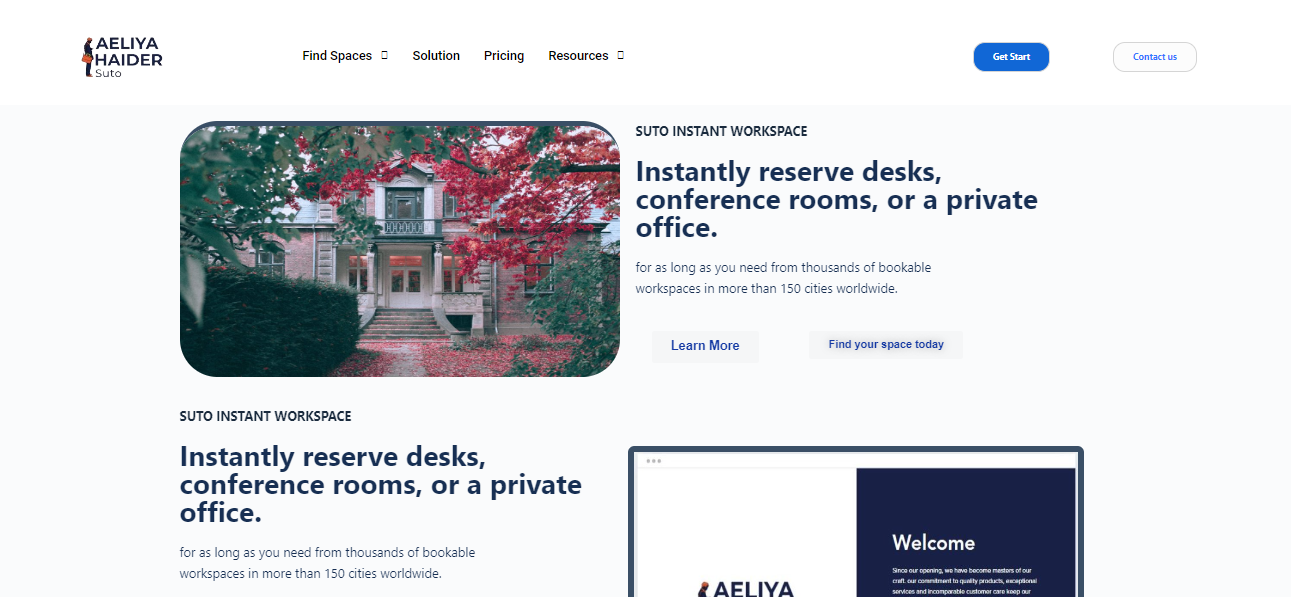 AELIYA
HAIDER
Suto
Find Spaces
Solution
Pricing
Resources
Get Start
Contact us
SUTO INSTANT WORKSPACE
Instantly reserve desks,
conference rooms, or a private
office.
for as long as you need from thousands of bookable
workspaces in more than 150 cities worldwide.
Learn More
Find your space today
SUTO INSTANT WORKSPACE
Instantly reserve desks,
conference rooms, or a private
office.
for as long as you need from thousands of bookable
workspaces in more than 150 cities worldwide.
Welcome
Since our opening, we have become masters of our
craft. our commitment to quality products, exceptional
services and incomparable customer care keep our
AELIYA